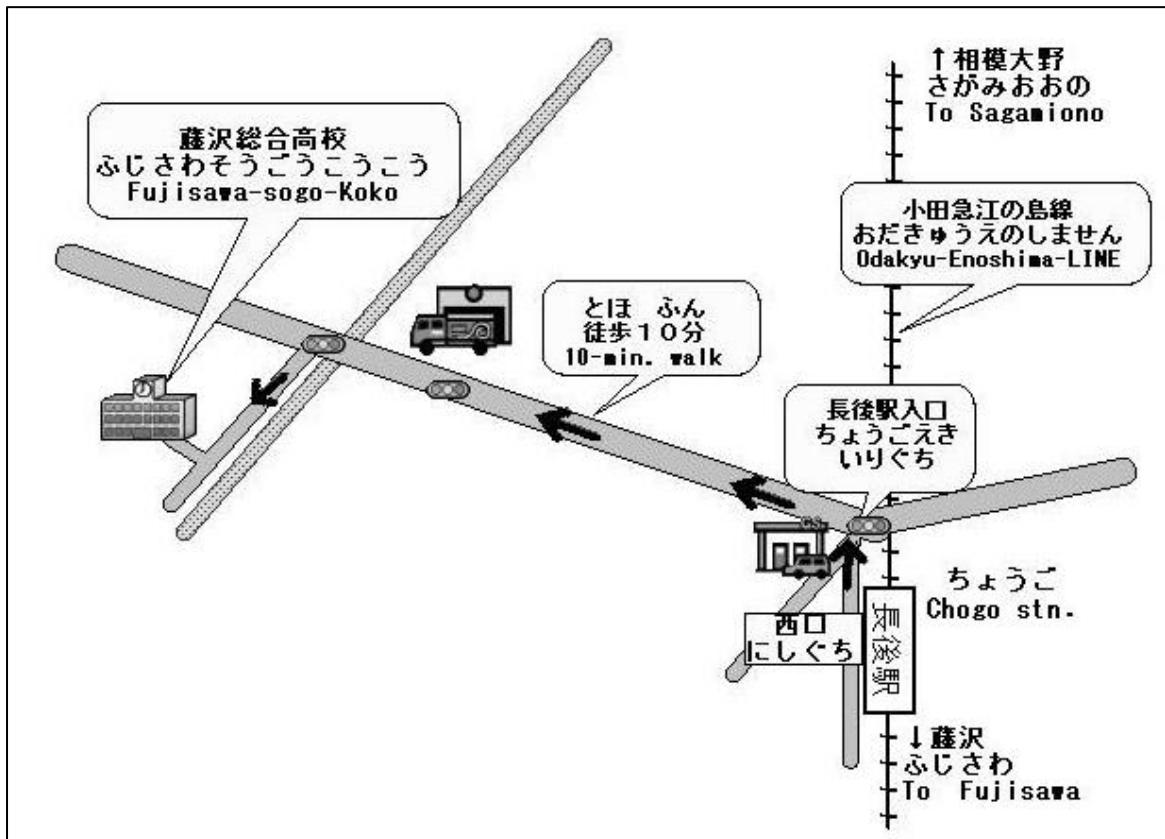 藤沢総合高校
ふじさわそうごうこうこう
Fujisawa-sogo-Koko
↑相模大野
さがみおおの
To Sagamiono
小田急江の島線
おだきゅうえのしません
Odakyu-Enoshima-LINE
とほ ふん
徒歩10分
10-min. walk
長後駅入口
ちょうごえき
いりぐち
GS
ちょうご
Chogo stn.
西口
にしぐち
長後駅
↓藤沢
ふじさわ
To Fujisawa